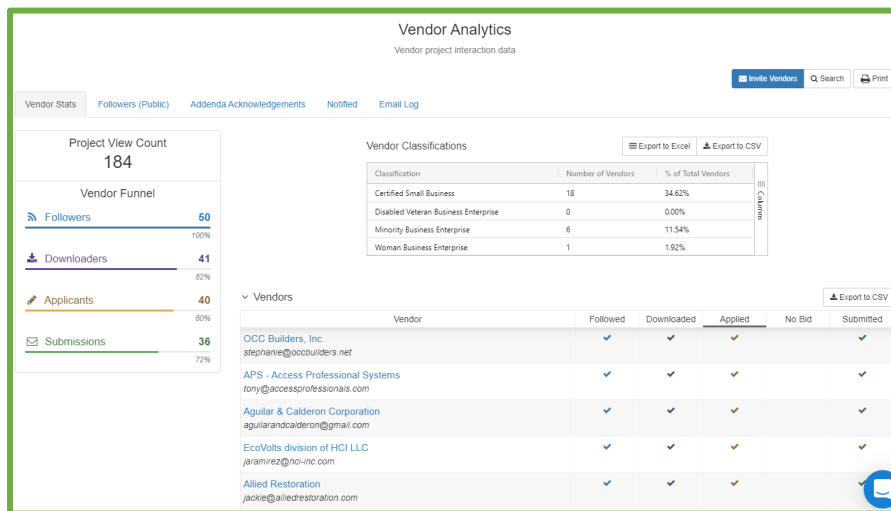 Vendor Analytics
Vendor project interaction data
Invite Vendors Search Print
Vendor Stats Followers (Public) Addenda Acknowledgements Notified Email Log
Project View Count
184
Vendor Funnel
Followers 50
100%
Downloaders 41
82%
Applicants 40
80%
Submissions 36
72%
Vendor Classifications Export to Excel Export to CSV
Classification Number of Vendors % of Total Vendors
Certified Small Business 18 34.62%
Disabled Veteran Business Enterprise 0 0.00%
Minority Business Enterprise 6 11.54%
Woman Business Enterprise 1 1.92%
Columns
Vendors Export to CSV
Vendor Followed Downloaded Applied No Bid Submitted
OCC Builders, Inc.
stephanie@occbuilders.net
APS - Access Professional Systems
tony@accessprofessionals.com
Aguilar & Calderon Corporation
aguilarandcalderon@gmail.com
EcoVolts division of HCI LLC
jaramirez@hci-inc.com
Allied Restoration
jackie@alliedrestoration.com